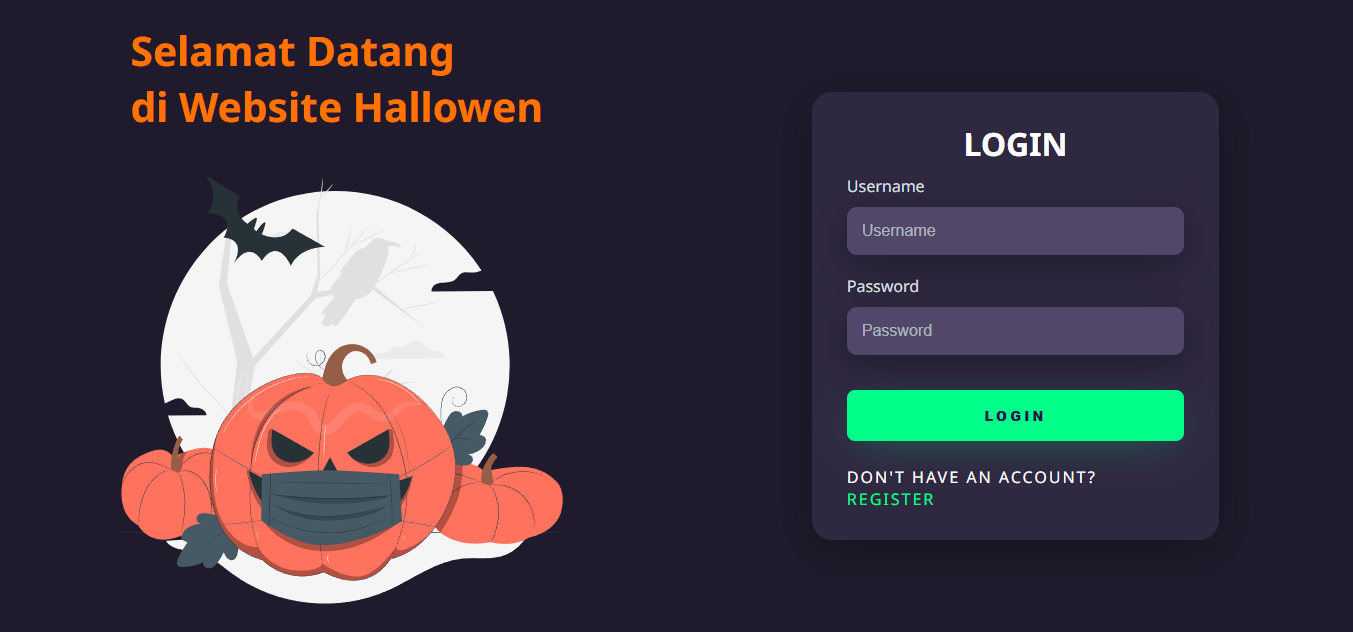 Selamat Datang
di Website Hallowen
LOGIN
Username
Username
Password
Password
LOGIN
DON'T HAVE AN ACCOUNT?
REGISTER